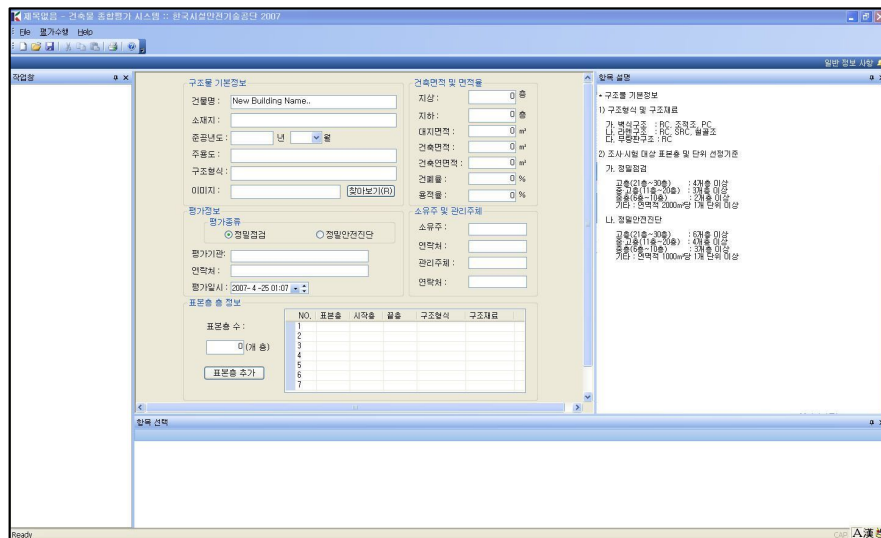 제목없음 - 건축물 종합평가 시스템 :: 한국시설안전기술공단 2007
File 평가수행 Help
일반 정보 사항
작업창
구조물 기본정보
건물명 : New Building Name..
소재지 :
준공년도 : 년 월
주용도 :
구조형식 :
이미지 : 찾아보기(R)
건축면적 및 면적율
지상 : 0 층
지하 : 0 층
대지면적 : 0 m²
건축면적 : 0 m²
건축연면적 : 0 m²
건폐율 : 0 %
용적율 : 0 %
평가정보
평가종류
정밀점검 정밀안전진단
평가기관:
연락처 :
평가일시 : 2007- 4 -25 01:07
소유주 및 관리주체
소유주 :
연락처 :
관리주체 :
연락처 :
표본층 층 정보
표본층 수 :
0 (개 층)
표본층 추가
NO. 표본층 시작층 끝층 구조형식 구조재료
1
2
3
4
5
6
7
항목 설명
• 구조물 기본정보
1) 구조형식 및 구조재료
가. 벽식구조 : RC, 조적조, PC
나. 라멘구조 : RC, SRC, 철골조
다. 무량판구조 : RC
2) 조사·시험 대상 표본층 및 단위 선정기준
가. 정밀점검
고층(21층~30층) : 4개층 이상
중·고층(11층~20층) : 3개층 이상
중층(6층~10층) : 2개층 이상
기타 : 연면적 2000m²당 1개 단위 이상
나. 정밀안전진단
고층(21층~30층) : 6개층 이상
중·고층(11층~20층) : 4개층 이상
중층(6층~10층) : 3개층 이상
기타 : 연면적 1000m²당 1개 단위 이상
항목 선택
Ready
CAP A漢